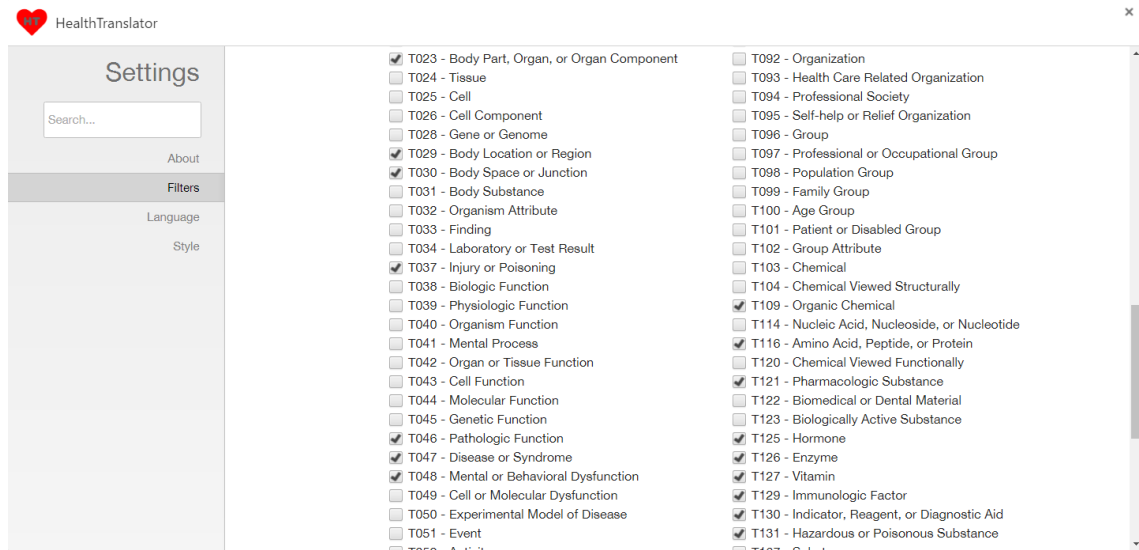 HT HealthTranslator
×
Settings
Search...
About
Filters
Language
Style
T023 - Body Part, Organ, or Organ Component
T024 - Tissue
T025 - Cell
T026 - Cell Component
T028 - Gene or Genome
T029 - Body Location or Region
T030 - Body Space or Junction
T031 - Body Substance
T032 - Organism Attribute
T033 - Finding
T034 - Laboratory or Test Result
T037 - Injury or Poisoning
T038 - Biologic Function
T039 - Physiologic Function
T040 - Organism Function
T041 - Mental Process
T042 - Organ or Tissue Function
T043 - Cell Function
T044 - Molecular Function
T045 - Genetic Function
T046 - Pathologic Function
T047 - Disease or Syndrome
T048 - Mental or Behavioral Dysfunction
T049 - Cell or Molecular Dysfunction
T050 - Experimental Model of Disease
T051 - Event
T092 - Organization
T093 - Health Care Related Organization
T094 - Professional Society
T095 - Self-help or Relief Organization
T096 - Group
T097 - Professional or Occupational Group
T098 - Population Group
T099 - Family Group
T100 - Age Group
T101 - Patient or Disabled Group
T102 - Group Attribute
T103 - Chemical
T104 - Chemical Viewed Structurally
T109 - Organic Chemical
T114 - Nucleic Acid, Nucleoside, or Nucleotide
T116 - Amino Acid, Peptide, or Protein
T120 - Chemical Viewed Functionally
T121 - Pharmacologic Substance
T122 - Biomedical or Dental Material
T123 - Biologically Active Substance
T125 - Hormone
T126 - Enzyme
T127 - Vitamin
T129 - Immunologic Factor
T130 - Indicator, Reagent, or Diagnostic Aid
T131 - Hazardous or Poisonous Substance